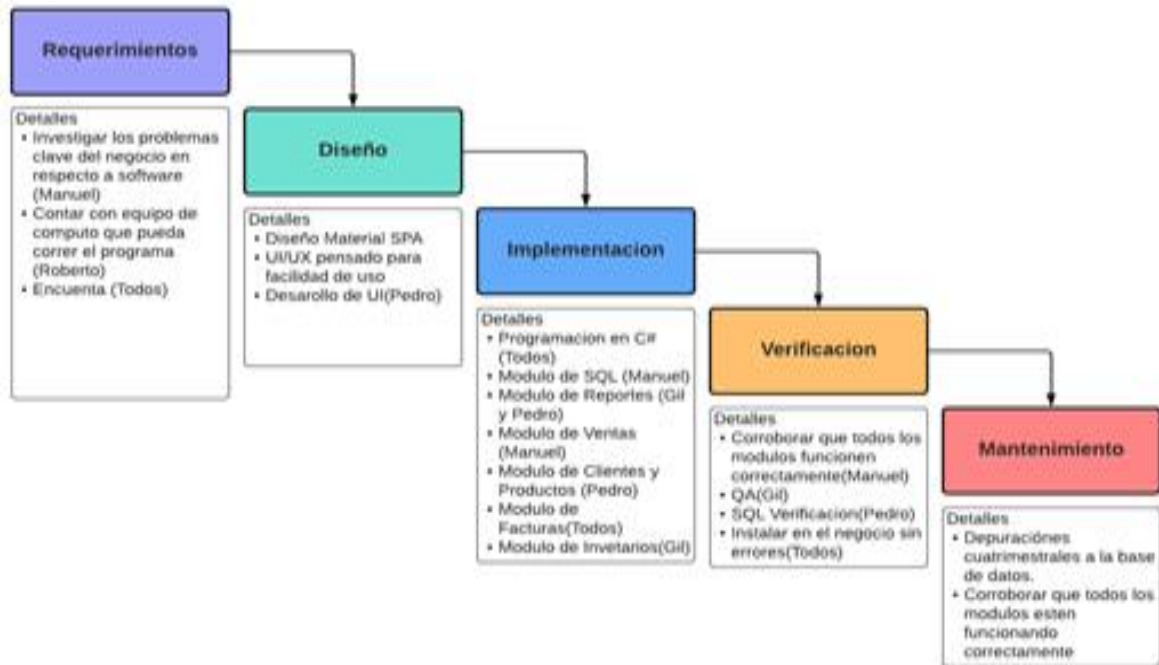 Requerimientos
Detalles
• Investigar los problemas
clave del negocio en
respecto a software
(Manuel)
• Contar con equipo de
computo que pueda
correr el programa
(Roberto)
• Encuenta (Todos)
Diseño
Detalles
• Diseño Material SPA
• UI/UX pensado para
facilidad de uso
• Desarollo de UI(Pedro)
Implementacion
Detalles
• Programacion en C#
(Todos)
• Modulo de SQL (Manuel)
• Modulo de Reportes (Gil
y Pedro)
• Modulo de Ventas
(Manuel)
• Modulo de Clientes y
Productos (Pedro)
• Modulo de
Facturas(Todos)
• Modulo de Invetarios(Gil)
Verificacion
Detalles
• Corroborar que todos los
modulos funcionen
correctamente(Manuel)
• QA(Gil)
• SQL Verificacion(Pedro)
• Instalar en el negocio sin
errores(Todos)
Mantenimiento
Detalles
• Depuraciónes
cuatrimestrales a la base
de datos.
• Corroborar que todos los
modulos esten
funcionando
correctamente